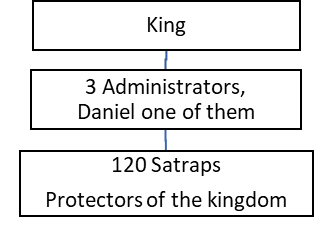 King
3 Administrators,
Daniel one of them
120 Satraps
Protectors of the kingdom